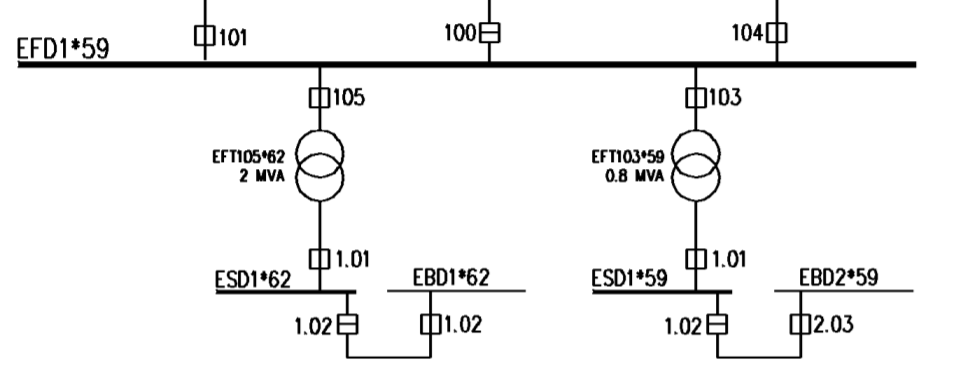 101
100
104
EFD1*59
105
103
EFT105*62
2 MVA
EFT103*59
0.8 MVA
1.01
1.01
ESD1*62
EBD1*62
ESD1*59
EBD2*59
1.02
1.02
1.02
2.03